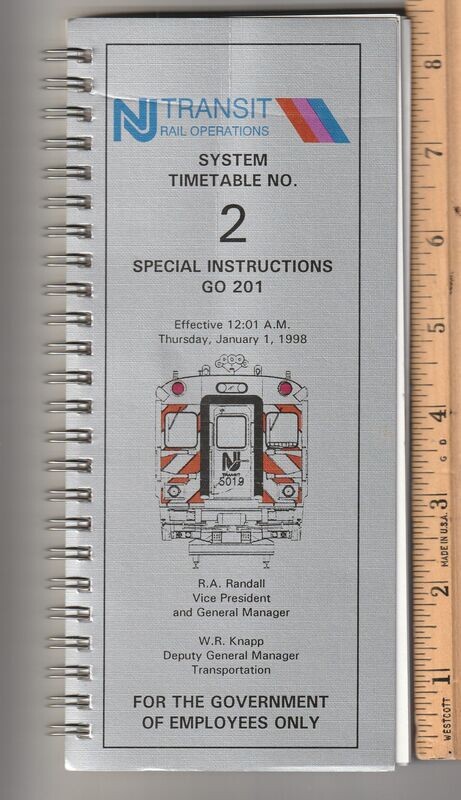 NJ TRANSIT
RAIL OPERATIONS
SYSTEM
TIMETABLE NO.
2
SPECIAL INSTRUCTIONS
GO 201
Effective 12:01 A.M.
Thursday, January 1, 1998
NJ
TRANSIT
5019
R.A. Randall
Vice President
and General Manager
W.R. Knapp
Deputy General Manager
Transportation
FOR THE GOVERNMENT
OF EMPLOYEES ONLY
8
7
6
5
4
G D
3
MADE IN U.S.A.
2
1
WESTCOTT